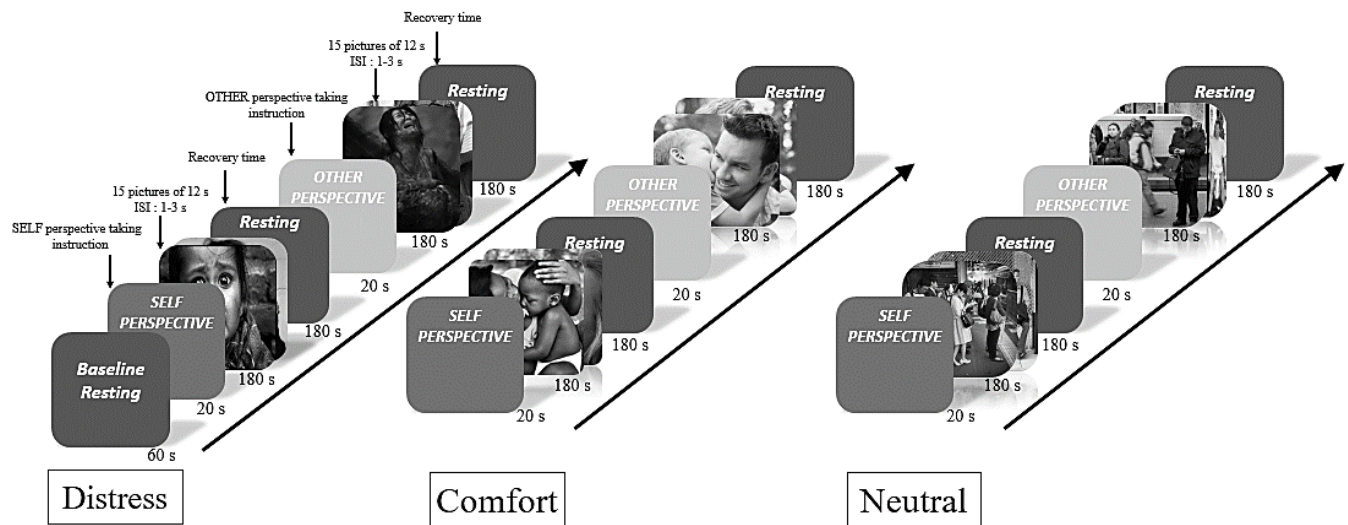 Recovery time
15 pictures of 12 s
ISI : 1-3 s
OTHER perspective taking
instruction
Recovery time
15 pictures of 12 s
ISI : 1-3 s
SELF perspective taking
instruction
Baseline
Resting
60 s
SELF
PERSPECTIVE
20 s
180 s
Resting
180 s
OTHER
PERSPECTIVE
20 s
180 s
Resting
180 s
Distress
SELF
PERSPECTIVE
20 s
180 s
Resting
180 s
OTHER
PERSPECTIVE
20 s
180 s
Resting
180 s
Comfort
SELF
PERSPECTIVE
20 s
180 s
Resting
180 s
OTHER
PERSPECTIVE
20 s
180 s
Resting
180 s
Neutral